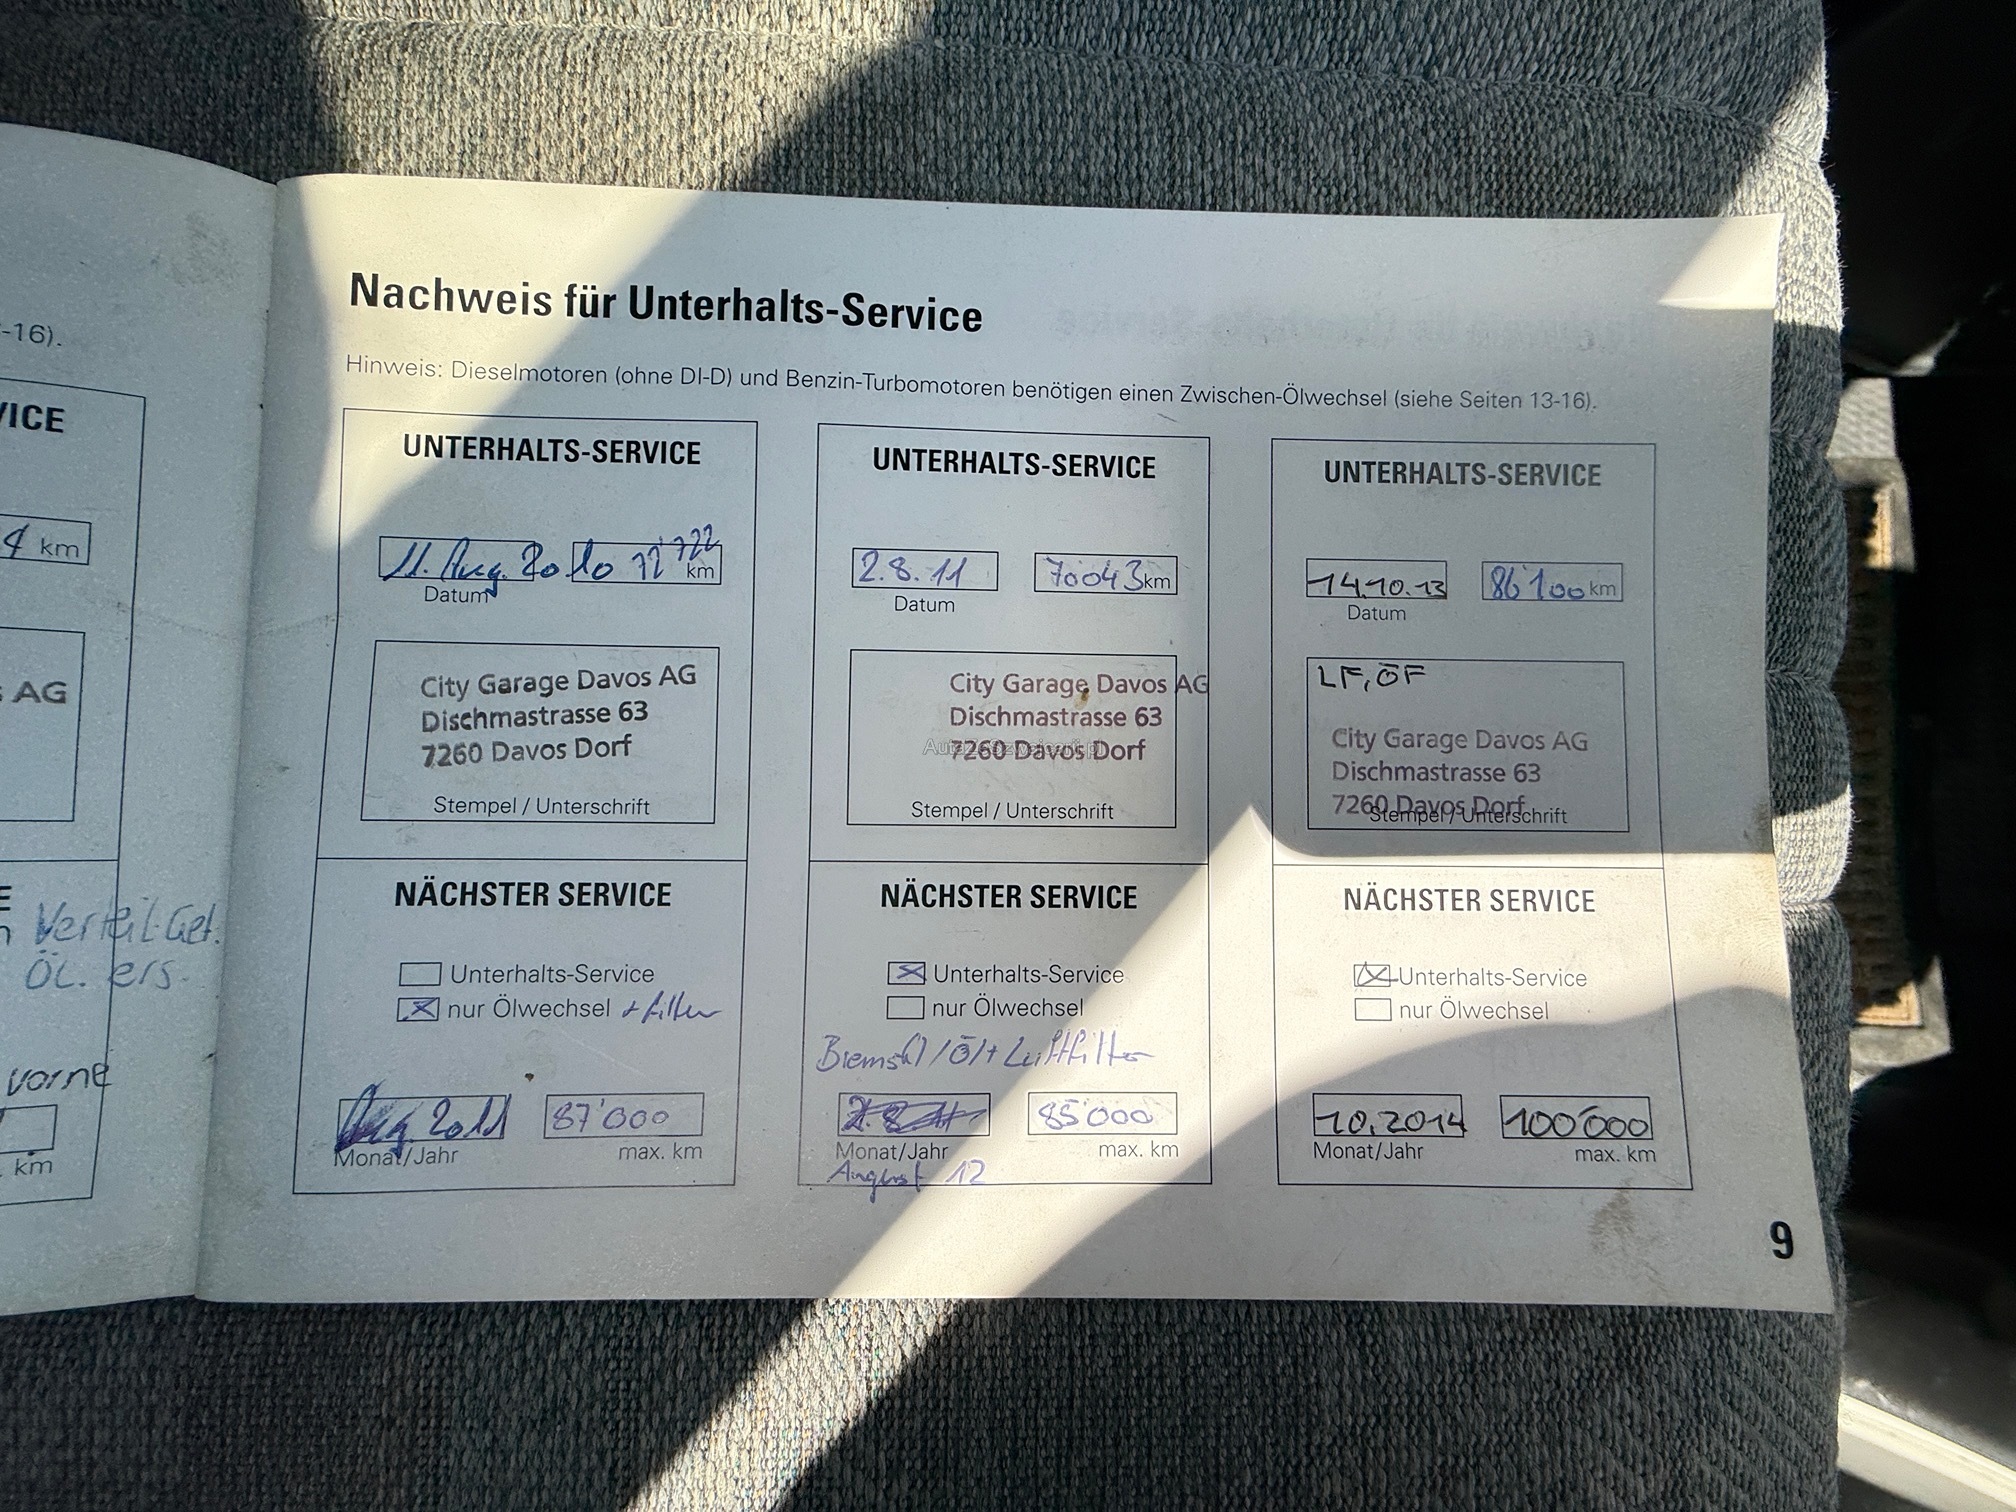 -16).
VICE
4 km
AG
Verteil.Get.
ÖL. ers.
vorne
km
Nachweis für Unterhalts-Service
Hinweis: Dieselmotoren (ohne DI-D) und Benzin-Turbomotoren benötigen einen Zwischen-Ölwechsel (siehe Seiten 13-16).
UNTERHALTS-SERVICE
11. Aug. 2010 72'722 km
Datum
City Garage Davos AG
Dischmastrasse 63
7260 Davos Dorf
Stempel / Unterschrift
NÄCHSTER SERVICE
Unterhalts-Service
nur Ölwechsel + Filter
Aug. 2011 87'000
Monat/Jahr max. km
UNTERHALTS-SERVICE
2.8.11 70043 km
Datum
City Garage Davos AG
Dischmastrasse 63
7260 Davos Dorf
Stempel / Unterschrift
NÄCHSTER SERVICE
Unterhalts-Service
nur Ölwechsel
Bremsfl/Öl+Luftfilter
85'000
Monat/Jahr max. km
August 12
UNTERHALTS-SERVICE
14.10.13 86'100 km
Datum
LF, ÖF
City Garage Davos AG
Dischmastrasse 63
7260 Davos Dorf
Stempel / Unterschrift
NÄCHSTER SERVICE
Unterhalts-Service
nur Ölwechsel
10.2014 100'000
Monat/Jahr max. km
9